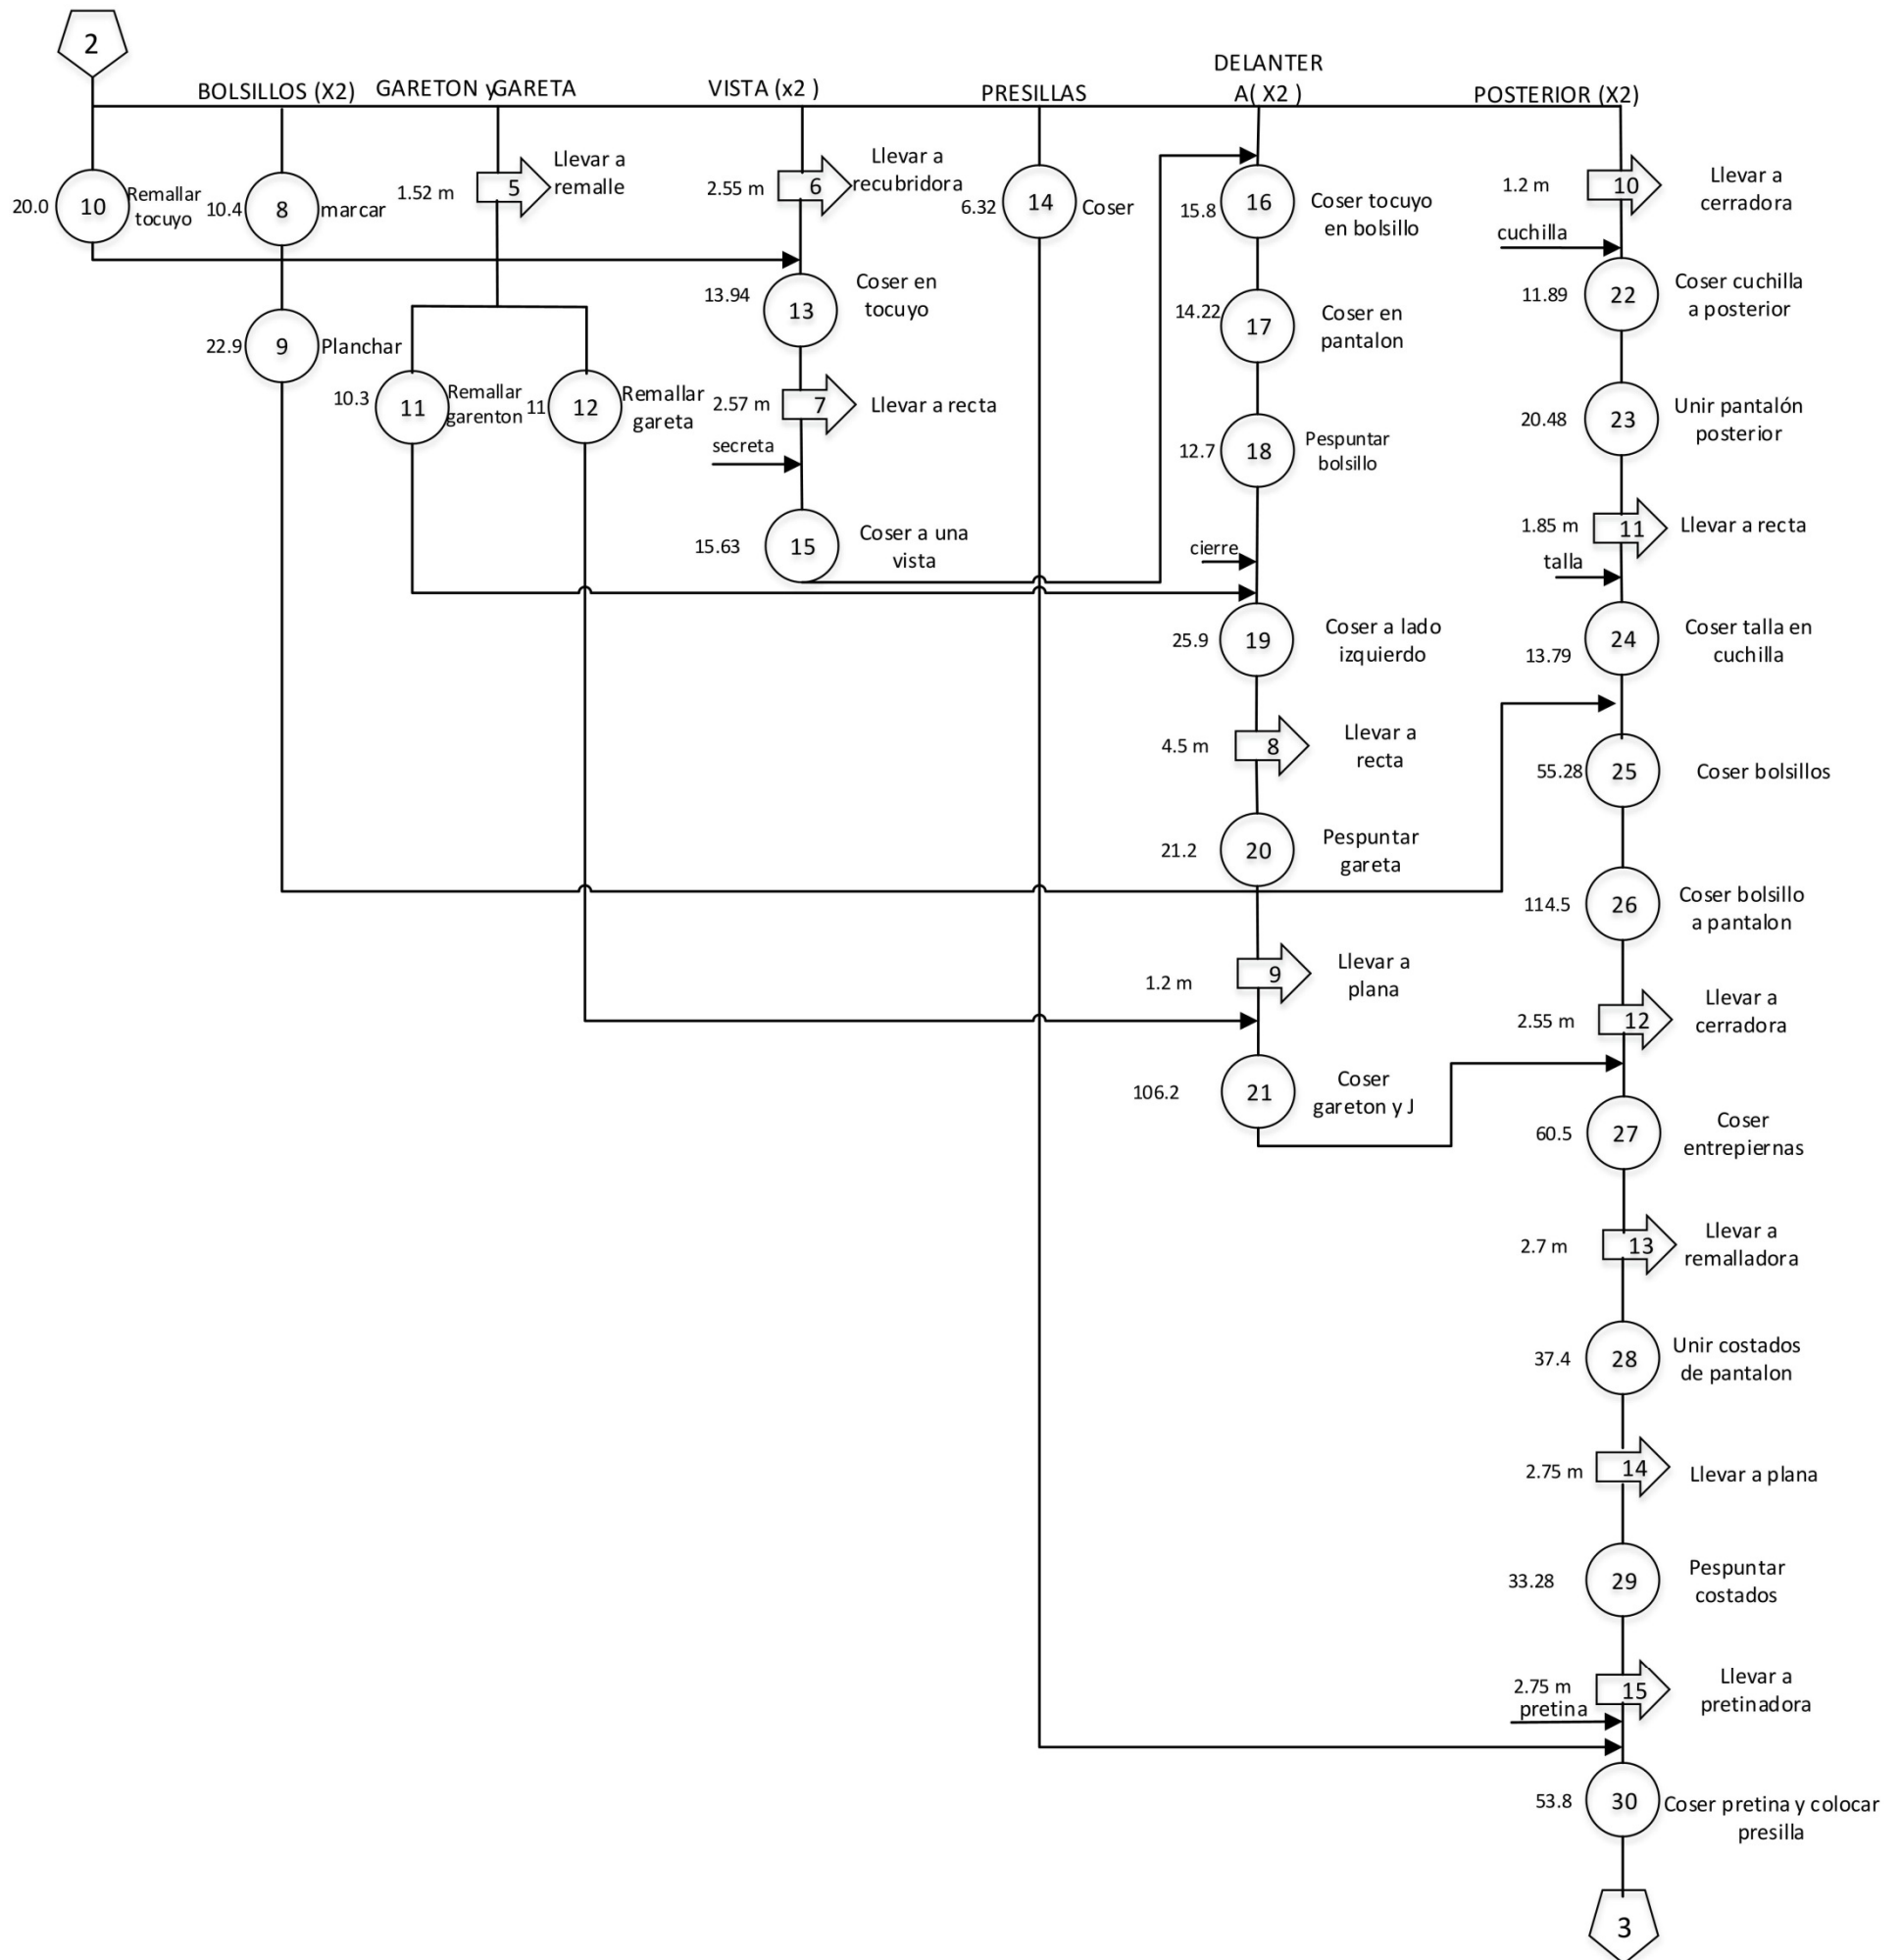 2
BOLSILLOS (X2)
GARETON yGARETA
VISTA (x2 )
PRESILLAS
DELANTER
A( X2 )
POSTERIOR (X2)
20.0
10
Remallar
tocuyo
10.4
8
marcar
22.9
9
Planchar
1.52 m
5
Llevar a
remalle
10.3
11
Remallar
garenton
11
12
Remallar
gareta
2.55 m
6
Llevar a
recubridora
13.94
13
Coser en
tocuyo
2.57 m
7
Llevar a recta
secreta
15.63
15
Coser a una
vista
6.32
14
Coser
15.8
16
Coser tocuyo
en bolsillo
14.22
17
Coser en
pantalon
12.7
18
Pespuntar
bolsillo
cierre
25.9
19
Coser a lado
izquierdo
4.5 m
8
Llevar a
recta
21.2
20
Pespuntar
gareta
1.2 m
9
Llevar a
plana
106.2
21
Coser
gareton y J
1.2 m
10
Llevar a
cerradora
cuchilla
11.89
22
Coser cuchilla
a posterior
20.48
23
Unir pantalón
posterior
1.85 m
11
Llevar a recta
talla
13.79
24
Coser talla en
cuchilla
55.28
25
Coser bolsillos
114.5
26
Coser bolsillo
a pantalon
2.55 m
12
Llevar a
cerradora
60.5
27
Coser
entrepiernas
2.7 m
13
Llevar a
remalladora
37.4
28
Unir costados
de pantalon
2.75 m
14
Llevar a plana
33.28
29
Pespuntar
costados
2.75 m
15
Llevar a
pretinadora
pretina
53.8
30
Coser pretina y colocar
presilla
3